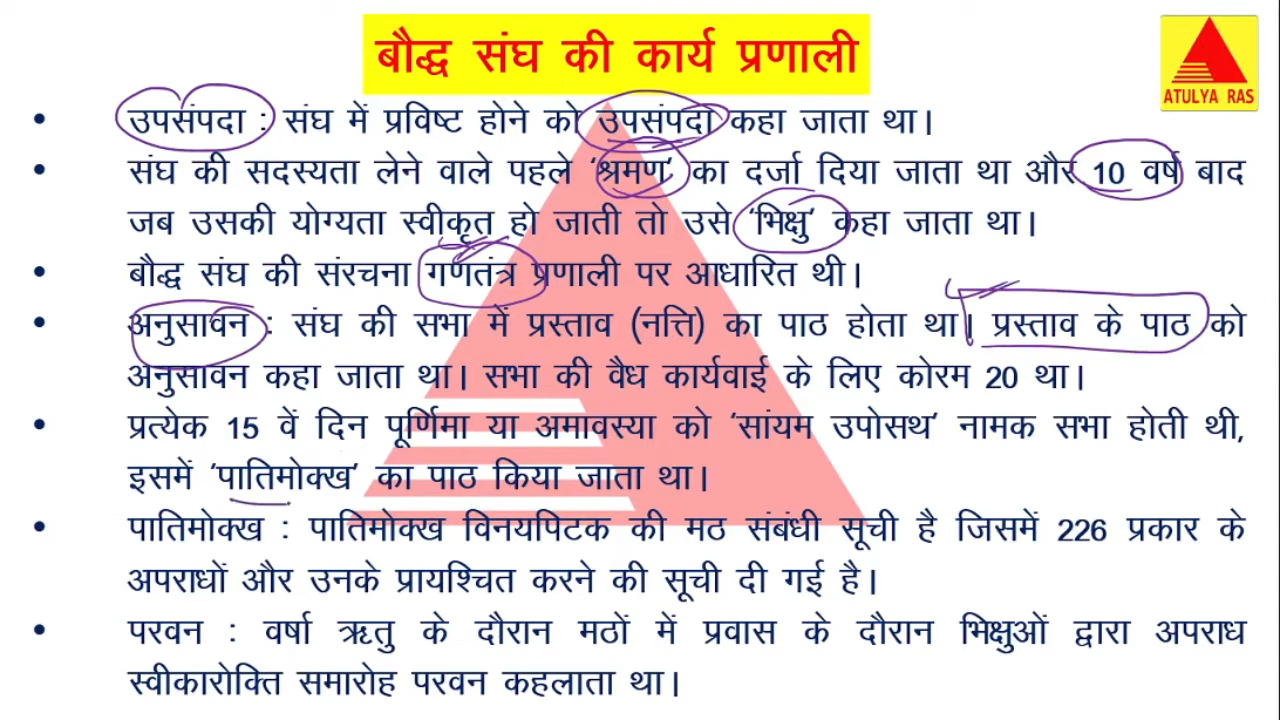 बौद्ध संघ की कार्य प्रणाली
ATULYA RAS
• उपसंपदा : संघ में प्रविष्ट होने को उपसंपदा कहा जाता था।
• संघ की सदस्यता लेने वाले पहले ‘श्रमण’ का दर्जा दिया जाता था और 10 वर्ष बाद
जब उसकी योग्यता स्वीकृत हो जाती तो उसे ‘भिक्षु’ कहा जाता था।
• बौद्ध संघ की संरचना गणतंत्र प्रणाली पर आधारित थी।
• अनुसावन : संघ की सभा में प्रस्ताव (नत्ति) का पाठ होता था। प्रस्ताव के पाठ को
अनुसावन कहा जाता था। सभा की वैध कार्यवाई के लिए कोरम 20 था।
• प्रत्येक 15 वें दिन पूर्णिमा या अमावस्या को ‘सांयम उपोसथ’ नामक सभा होती थी,
इसमें ‘पातिमोक्ख’ का पाठ किया जाता था।
• पातिमोक्ख : पातिमोक्ख विनयपिटक की मठ संबंधी सूची है जिसमें 226 प्रकार के
अपराधों और उनके प्रायश्चित करने की सूची दी गई है।
• परवन : वर्षा ऋतु के दौरान मठों में प्रवास के दौरान भिक्षुओं द्वारा अपराध
स्वीकारोक्ति समारोह परवन कहलाता था।